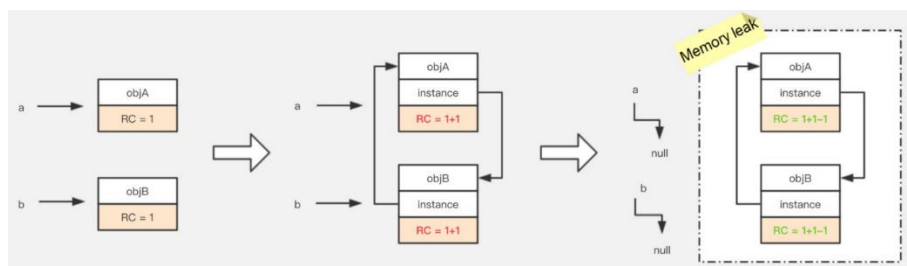 a
objA
RC = 1
b
objB
RC = 1
a
objA
instance
RC = 1+1
b
objB
instance
RC = 1+1
a
null
b
null
Memory leak
objA
instance
RC = 1+1−1
objB
instance
RC = 1+1−1